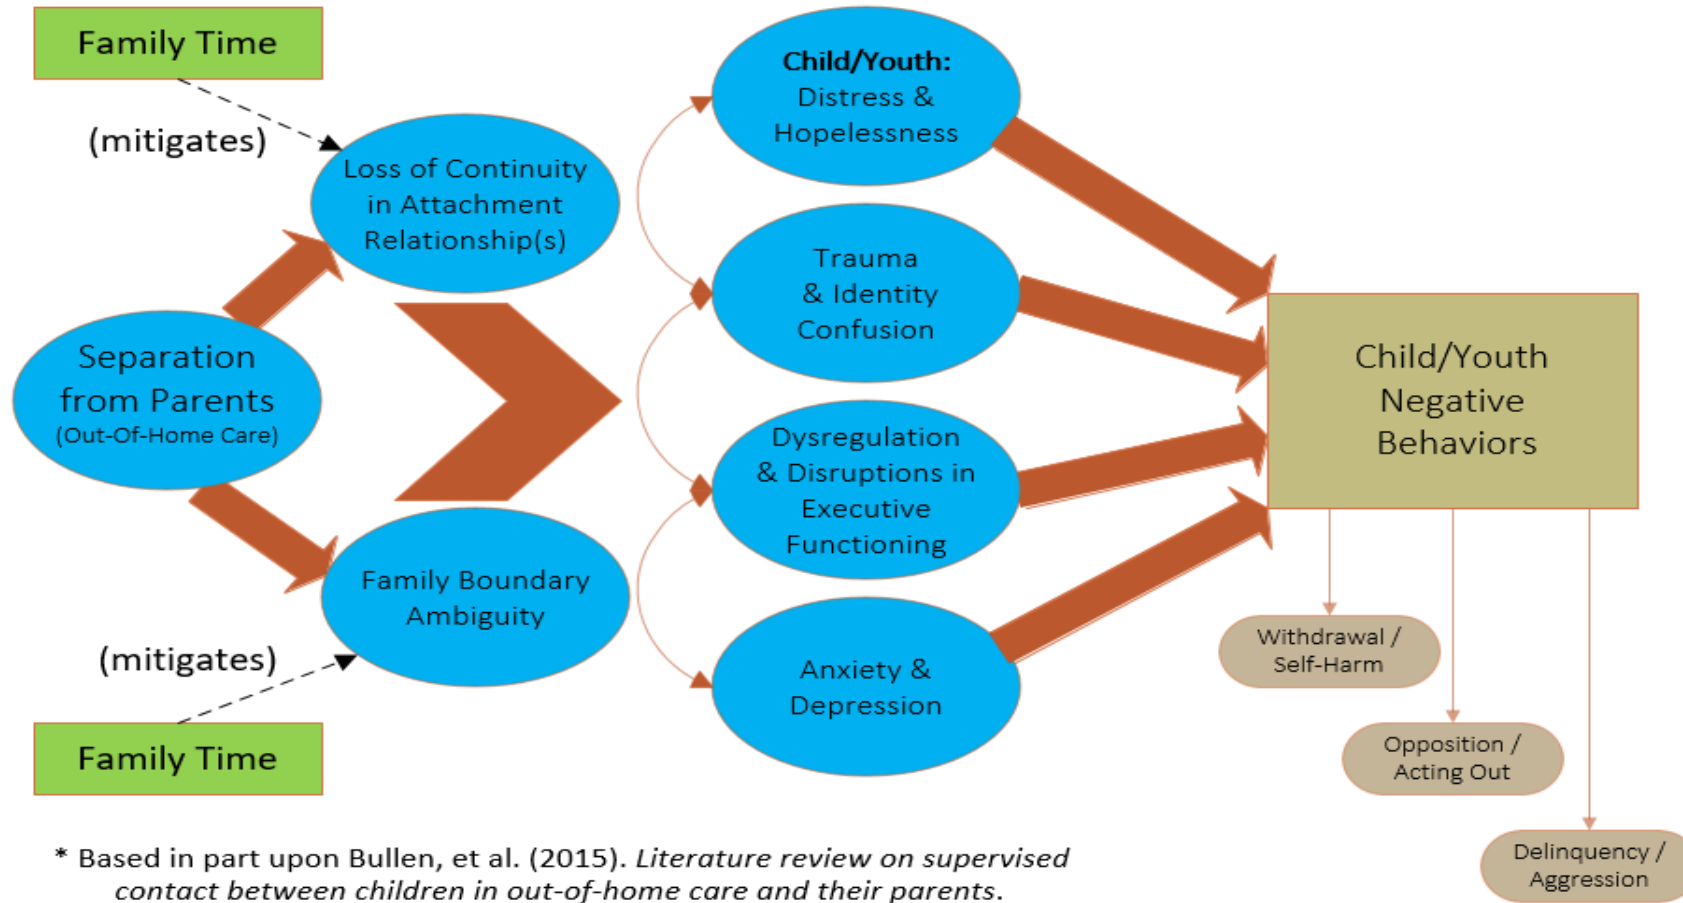 Family Time
(mitigates)
Loss of Continuity
in Attachment
Relationship(s)
Separation
from Parents
(Out-Of-Home Care)
Family Boundary
Ambiguity
(mitigates)
Family Time
Child/Youth:
Distress &
Hopelessness
Trauma
& Identity
Confusion
Dysregulation
& Disruptions in
Executive
Functioning
Anxiety &
Depression
Child/Youth
Negative
Behaviors
Withdrawal /
Self-Harm
Opposition /
Acting Out
Delinquency /
Aggression
* Based in part upon Bullen, et al. (2015). Literature review on supervised
contact between children in out-of-home care and their parents.